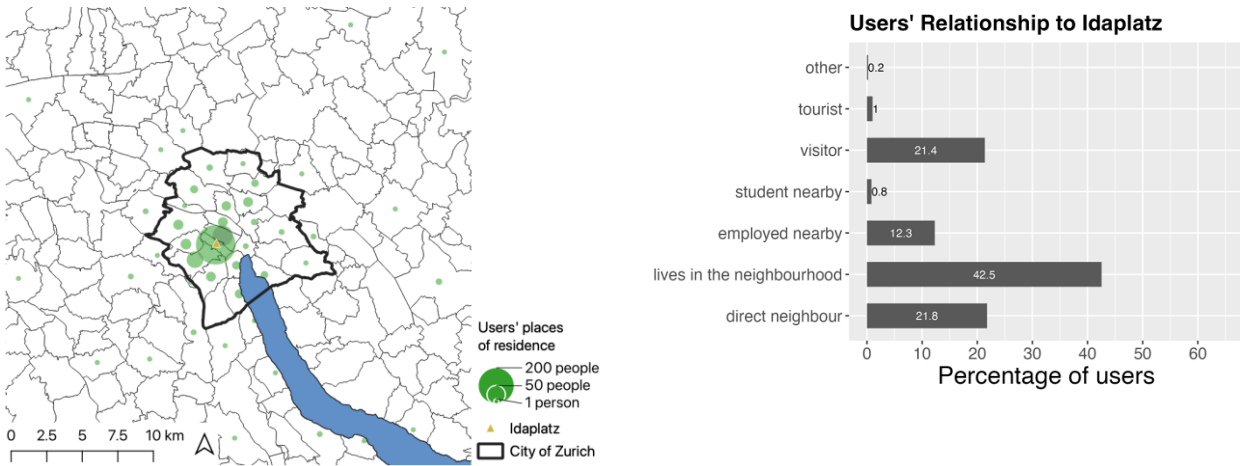 Users' places
of residence
200 people
50 people
1 person
Idaplatz
City of Zurich
0 2.5 5 7.5 10 km
Users' Relationship to Idaplatz
other 0.2
tourist 1
visitor 21.4
student nearby 0.8
employed nearby 12.3
lives in the neighbourhood 42.5
direct neighbour 21.8
0 10 20 30 40 50 60
Percentage of users